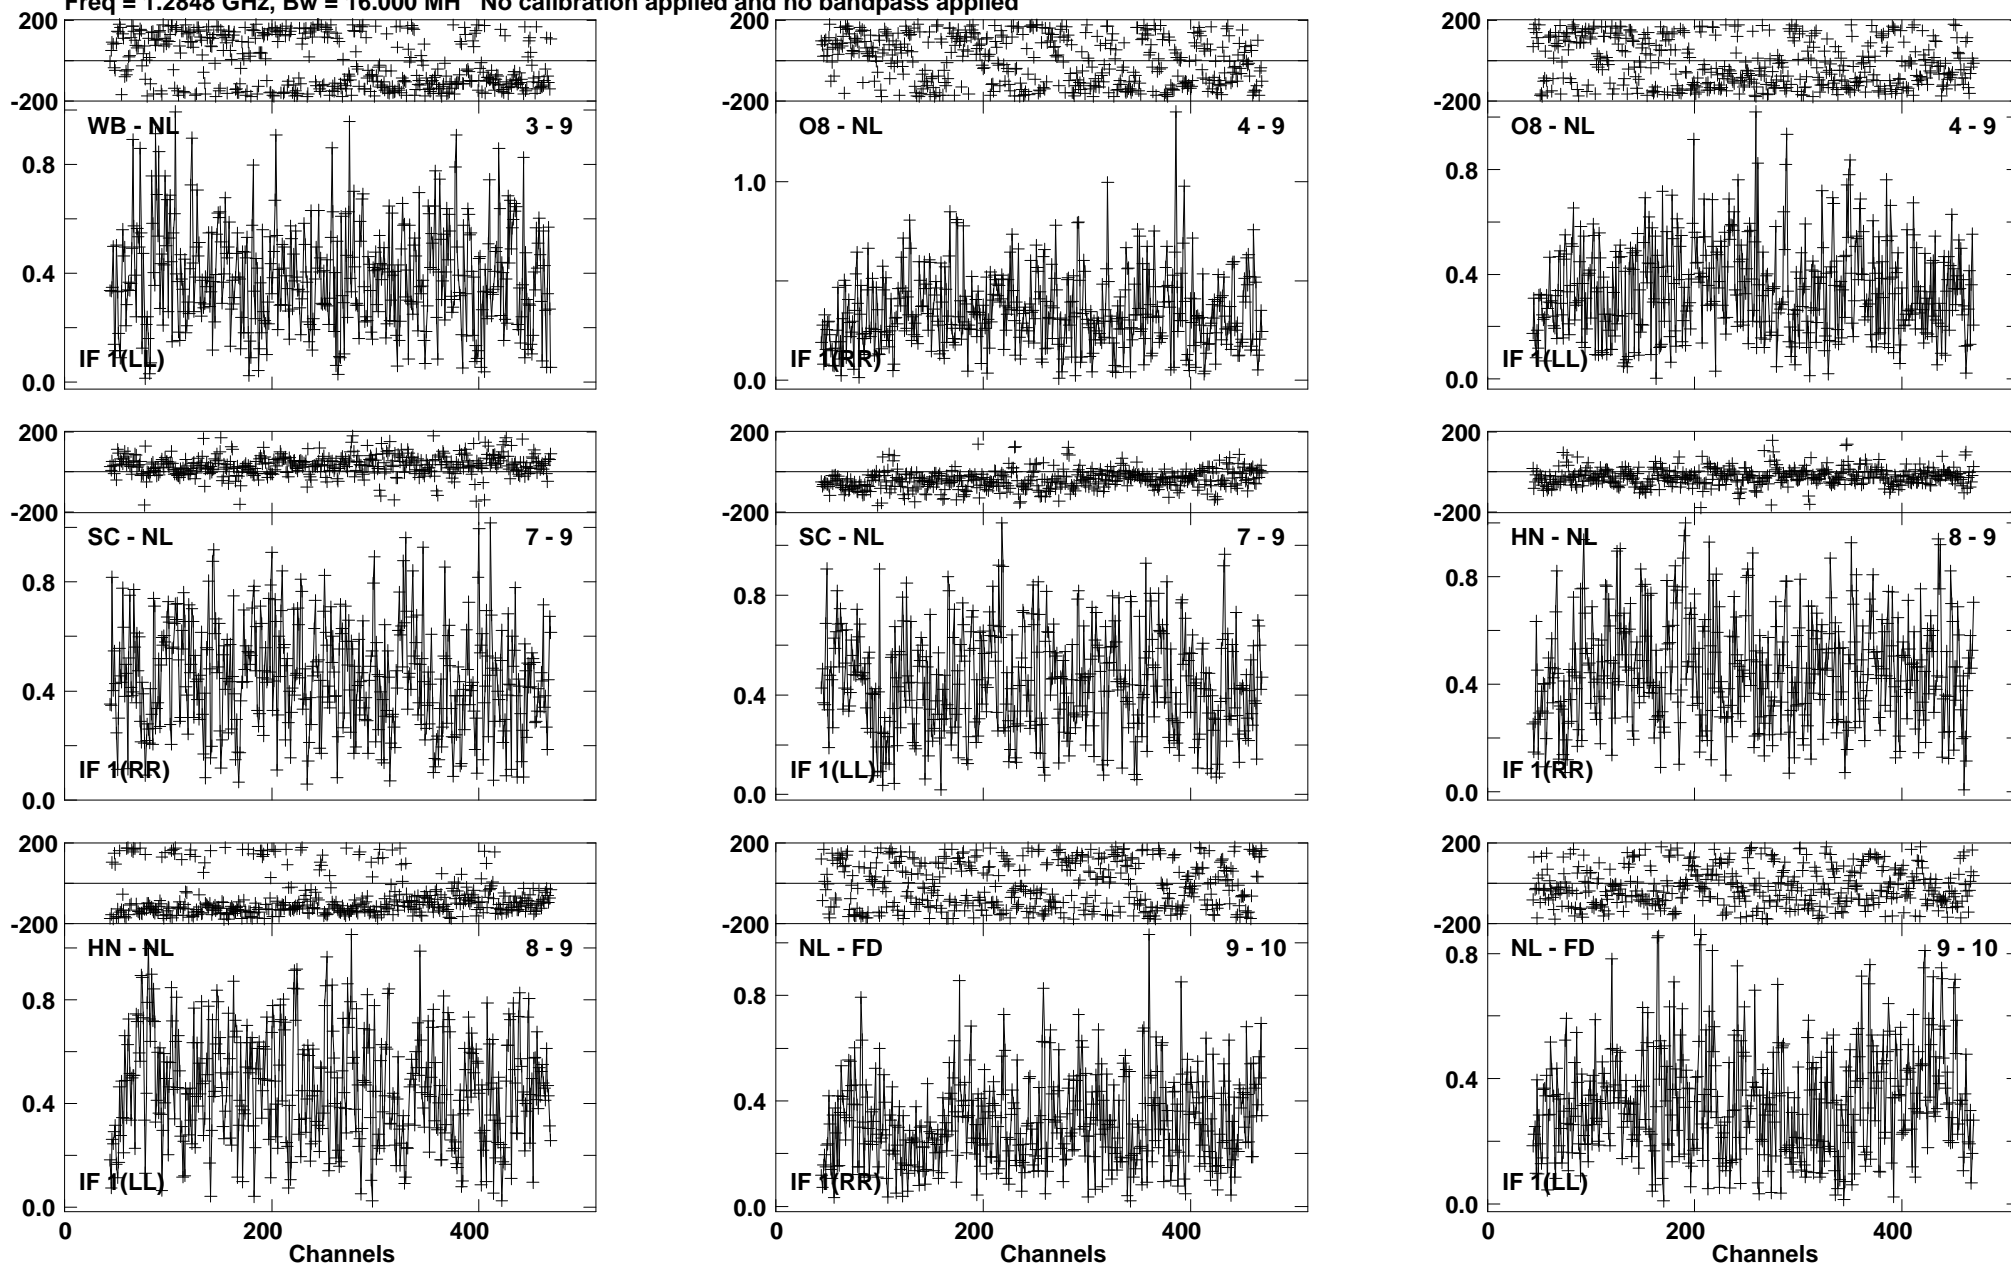 Freq = 1.2848 GHz, Bw = 16.000 MH No calibration applied and no bandpass applied
200 200 200
-200 -200 -200
WB - NL 3 - 9 O8 - NL 4 - 9 O8 - NL 4 - 9
0.8 1.0 0.8
0.4 0.4
IF 1(LL) IF 1(RR) IF 1(LL)
0.0 0.0 0.0
200 200 200
-200 -200 -200
SC - NL 7 - 9 SC - NL 7 - 9 HN - NL 8 - 9
0.8 0.8 0.8
0.4 0.4 0.4
IF 1(RR) IF 1(LL) IF 1(RR)
0.0 0.0 0.0
200 200 200
-200 -200 -200
HN - NL 8 - 9 NL - FD 9 - 10 NL - FD 9 - 10
0.8 0.8 0.8
0.4 0.4 0.4
IF 1(LL) IF 1(RR) IF 1(LL)
0.0 0.0 0.0
0 200 400 0 200 400 0 200 400
Channels Channels Channels